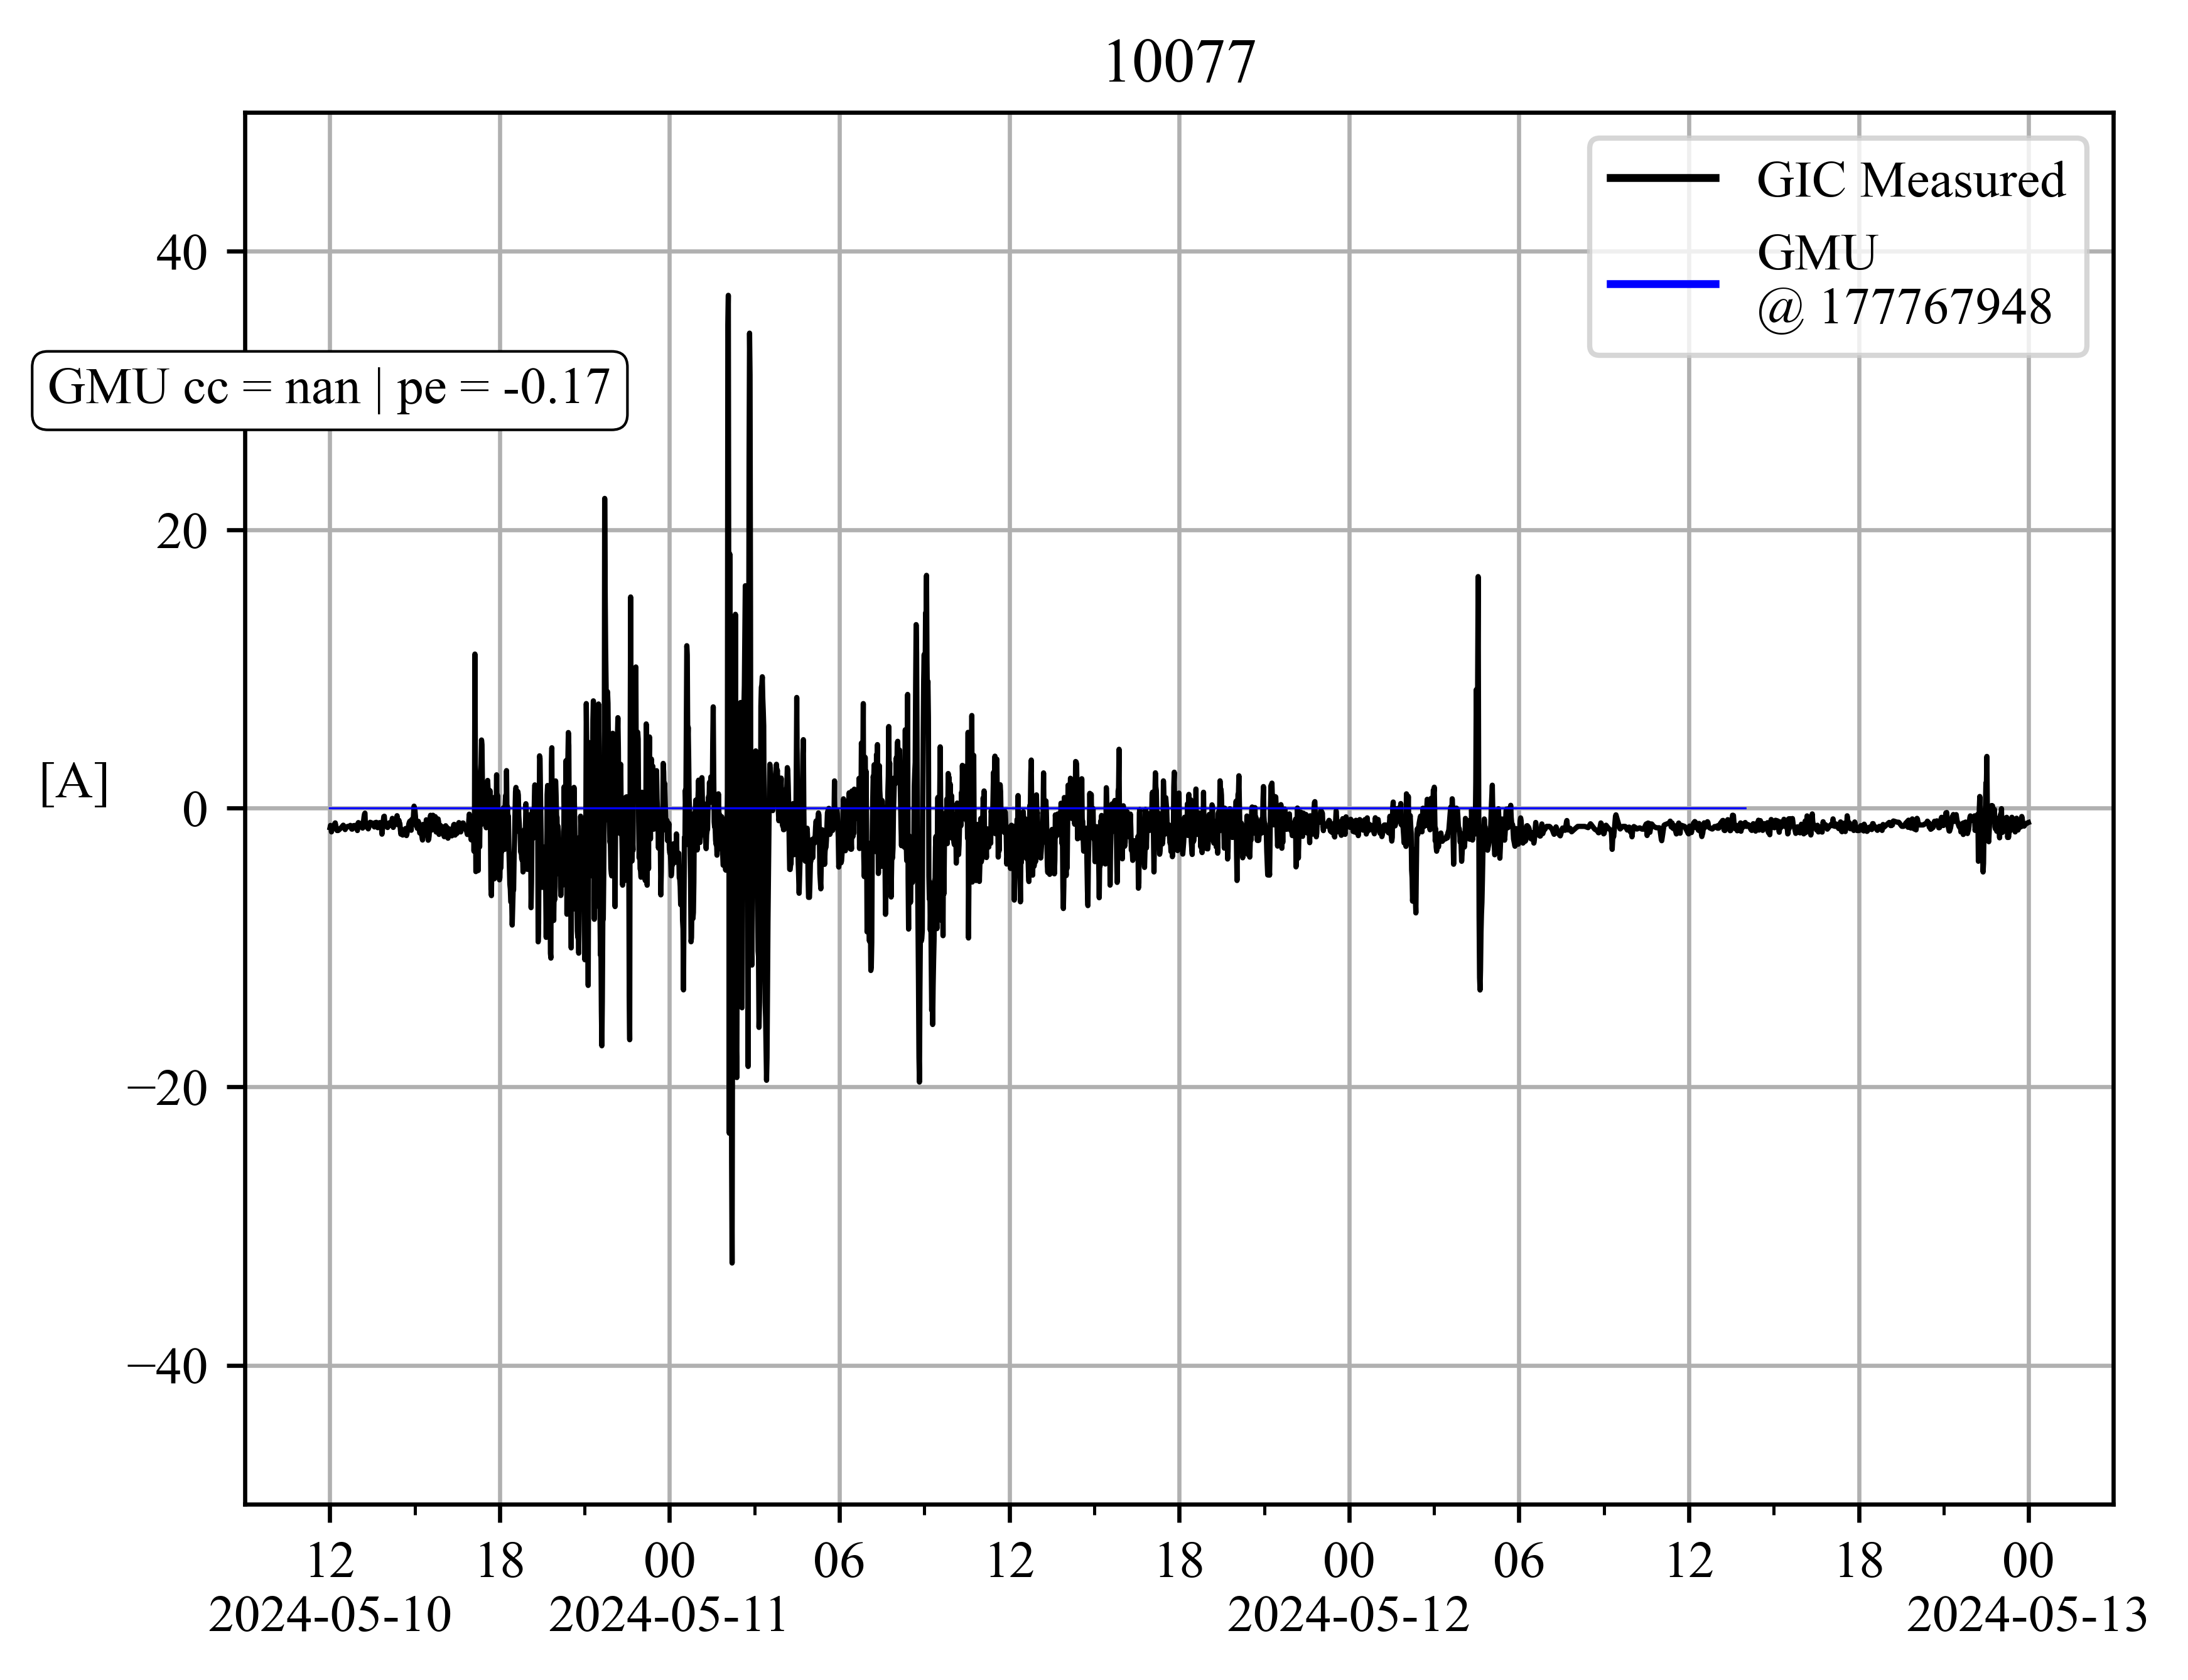 10077
GIC Measured
GMU
@ 177767948
GMU cc = nan | pe = -0.17
[A]
40
20
0
−20
−40
12 18 00 06 12 18 00 06 12 18 00
2024-05-10 2024-05-11 2024-05-12 2024-05-13